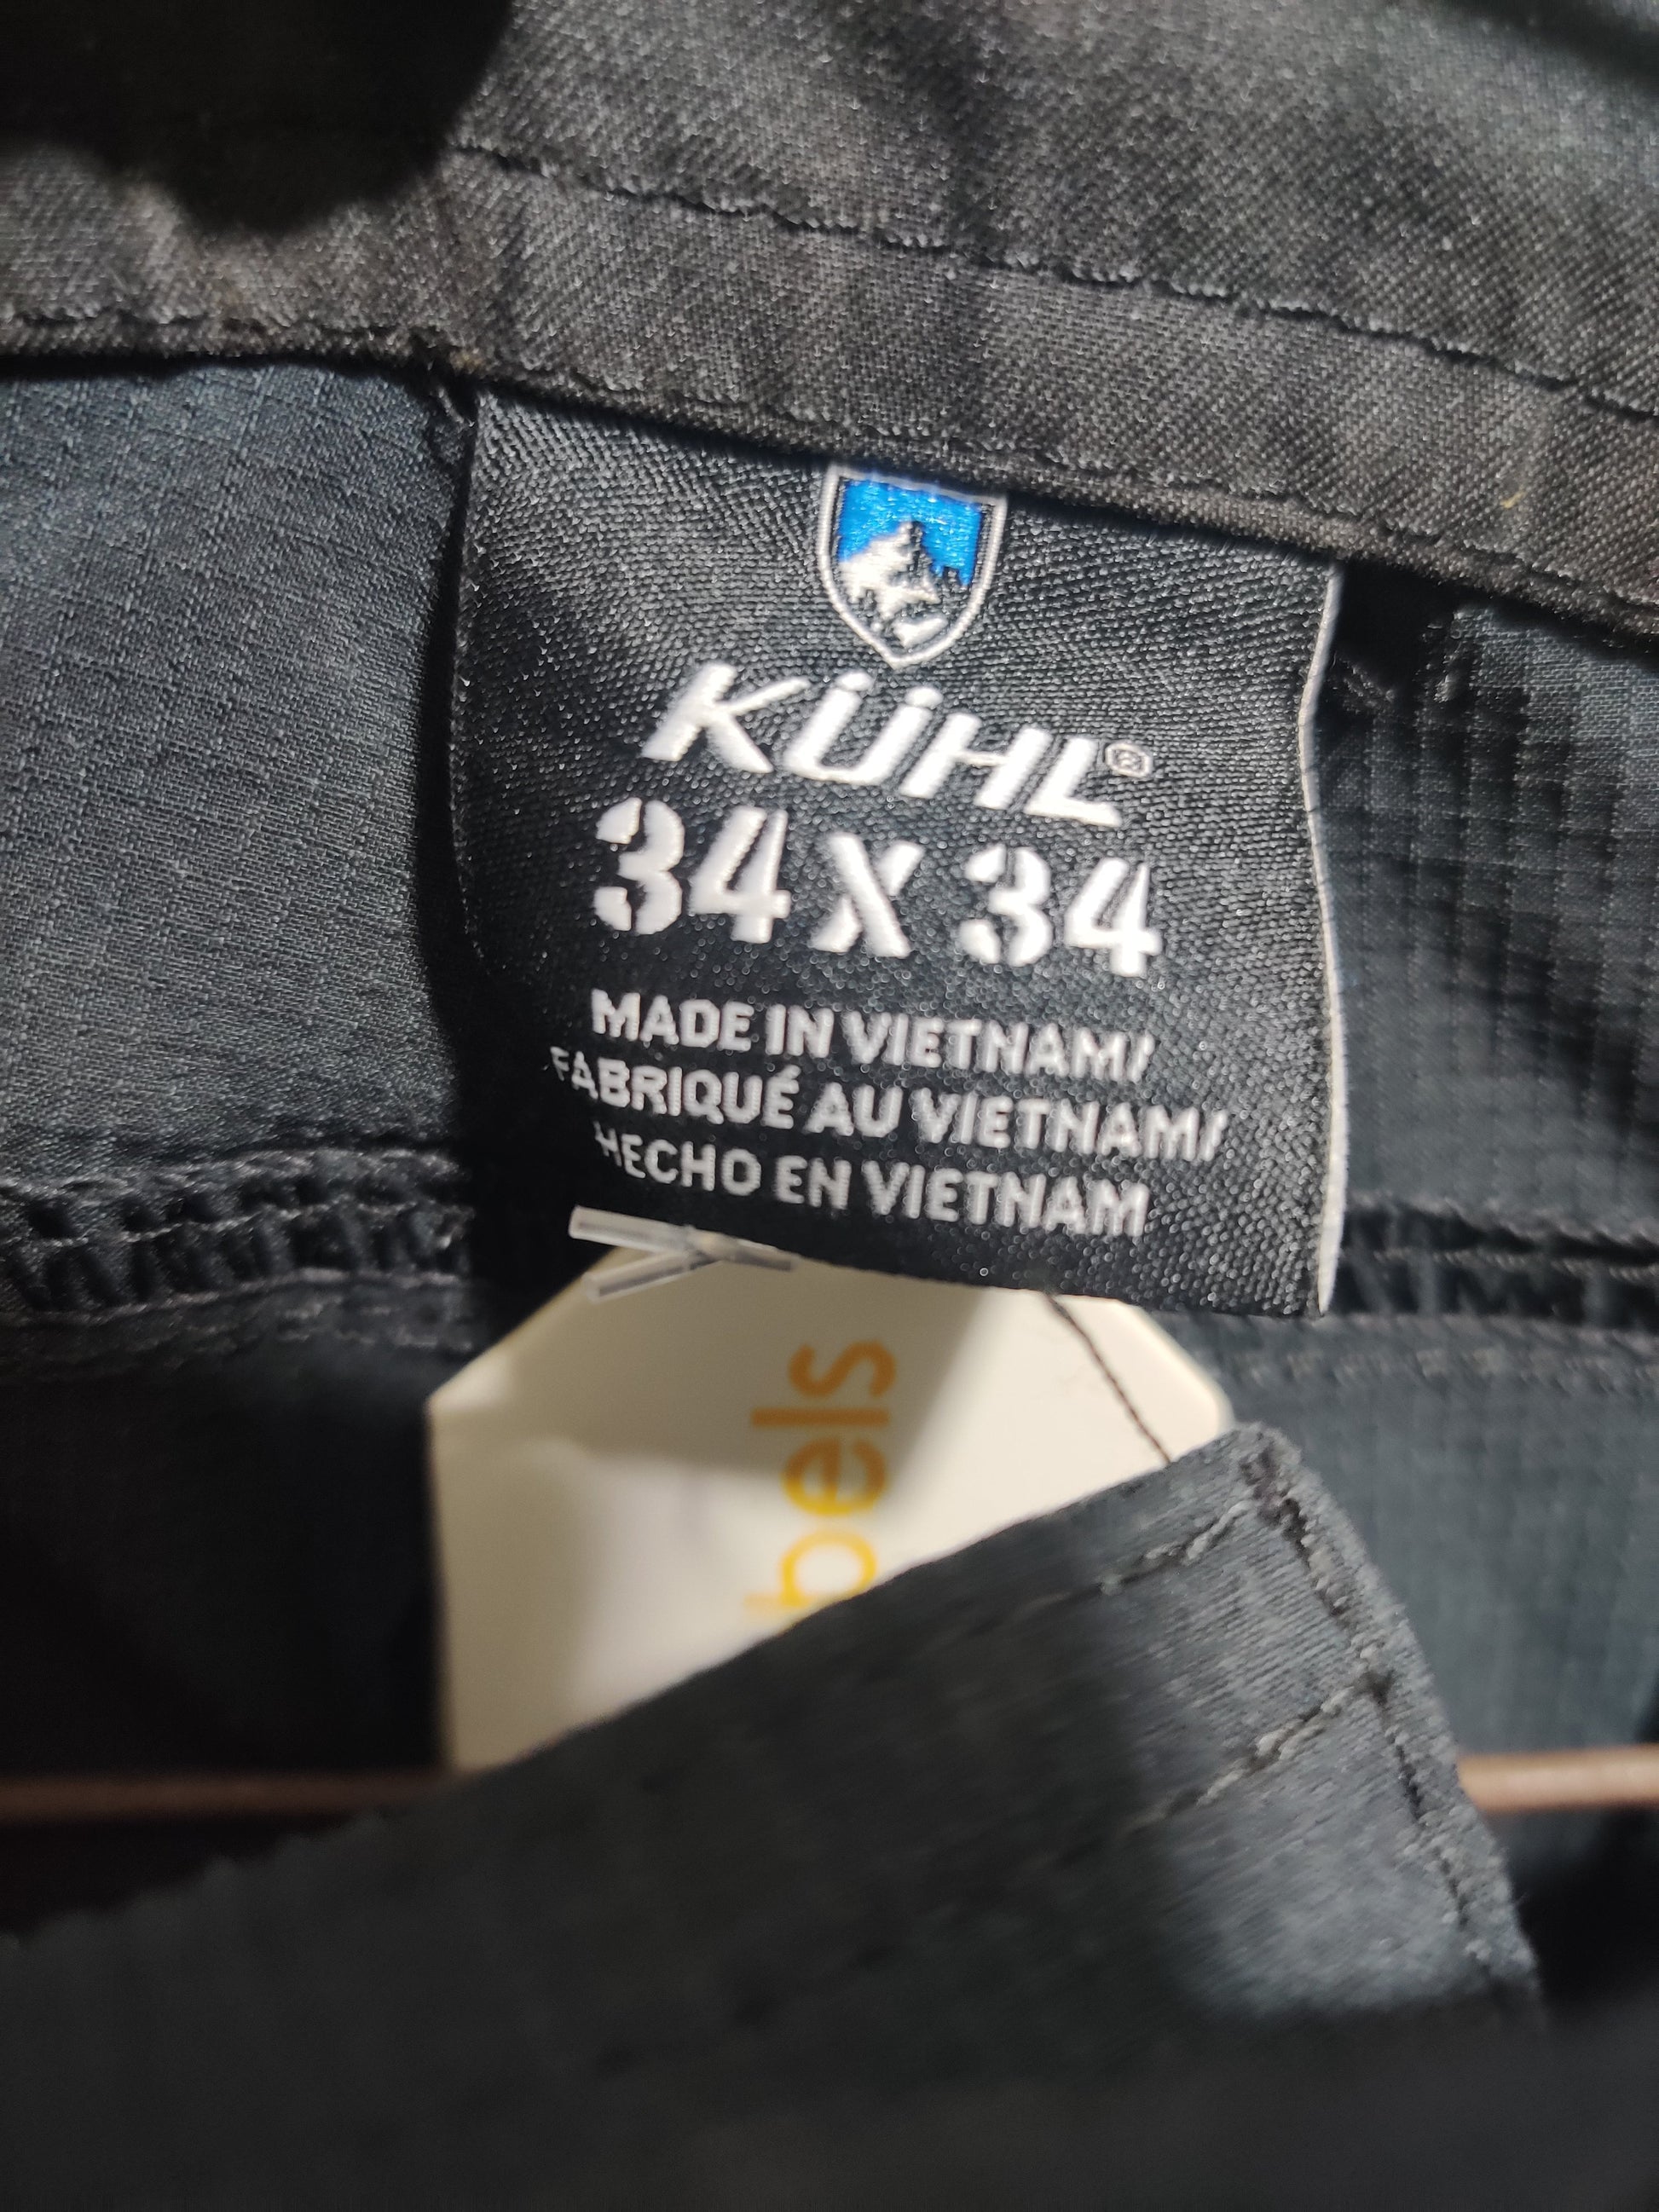 KÜHL®
34 X 34
MADE IN VIETNAM/
FABRIQUÉ AU VIETNAM/
HECHO EN VIETNAM
bels